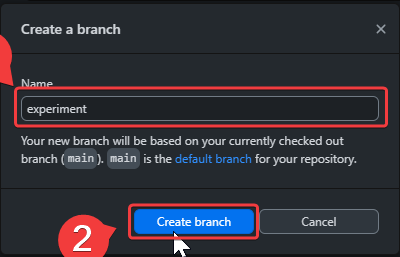 Create a branch
Name
experiment
Your new branch will be based on your currently checked out
branch (main). main is the default branch for your repository.
2
Create branch
Cancel